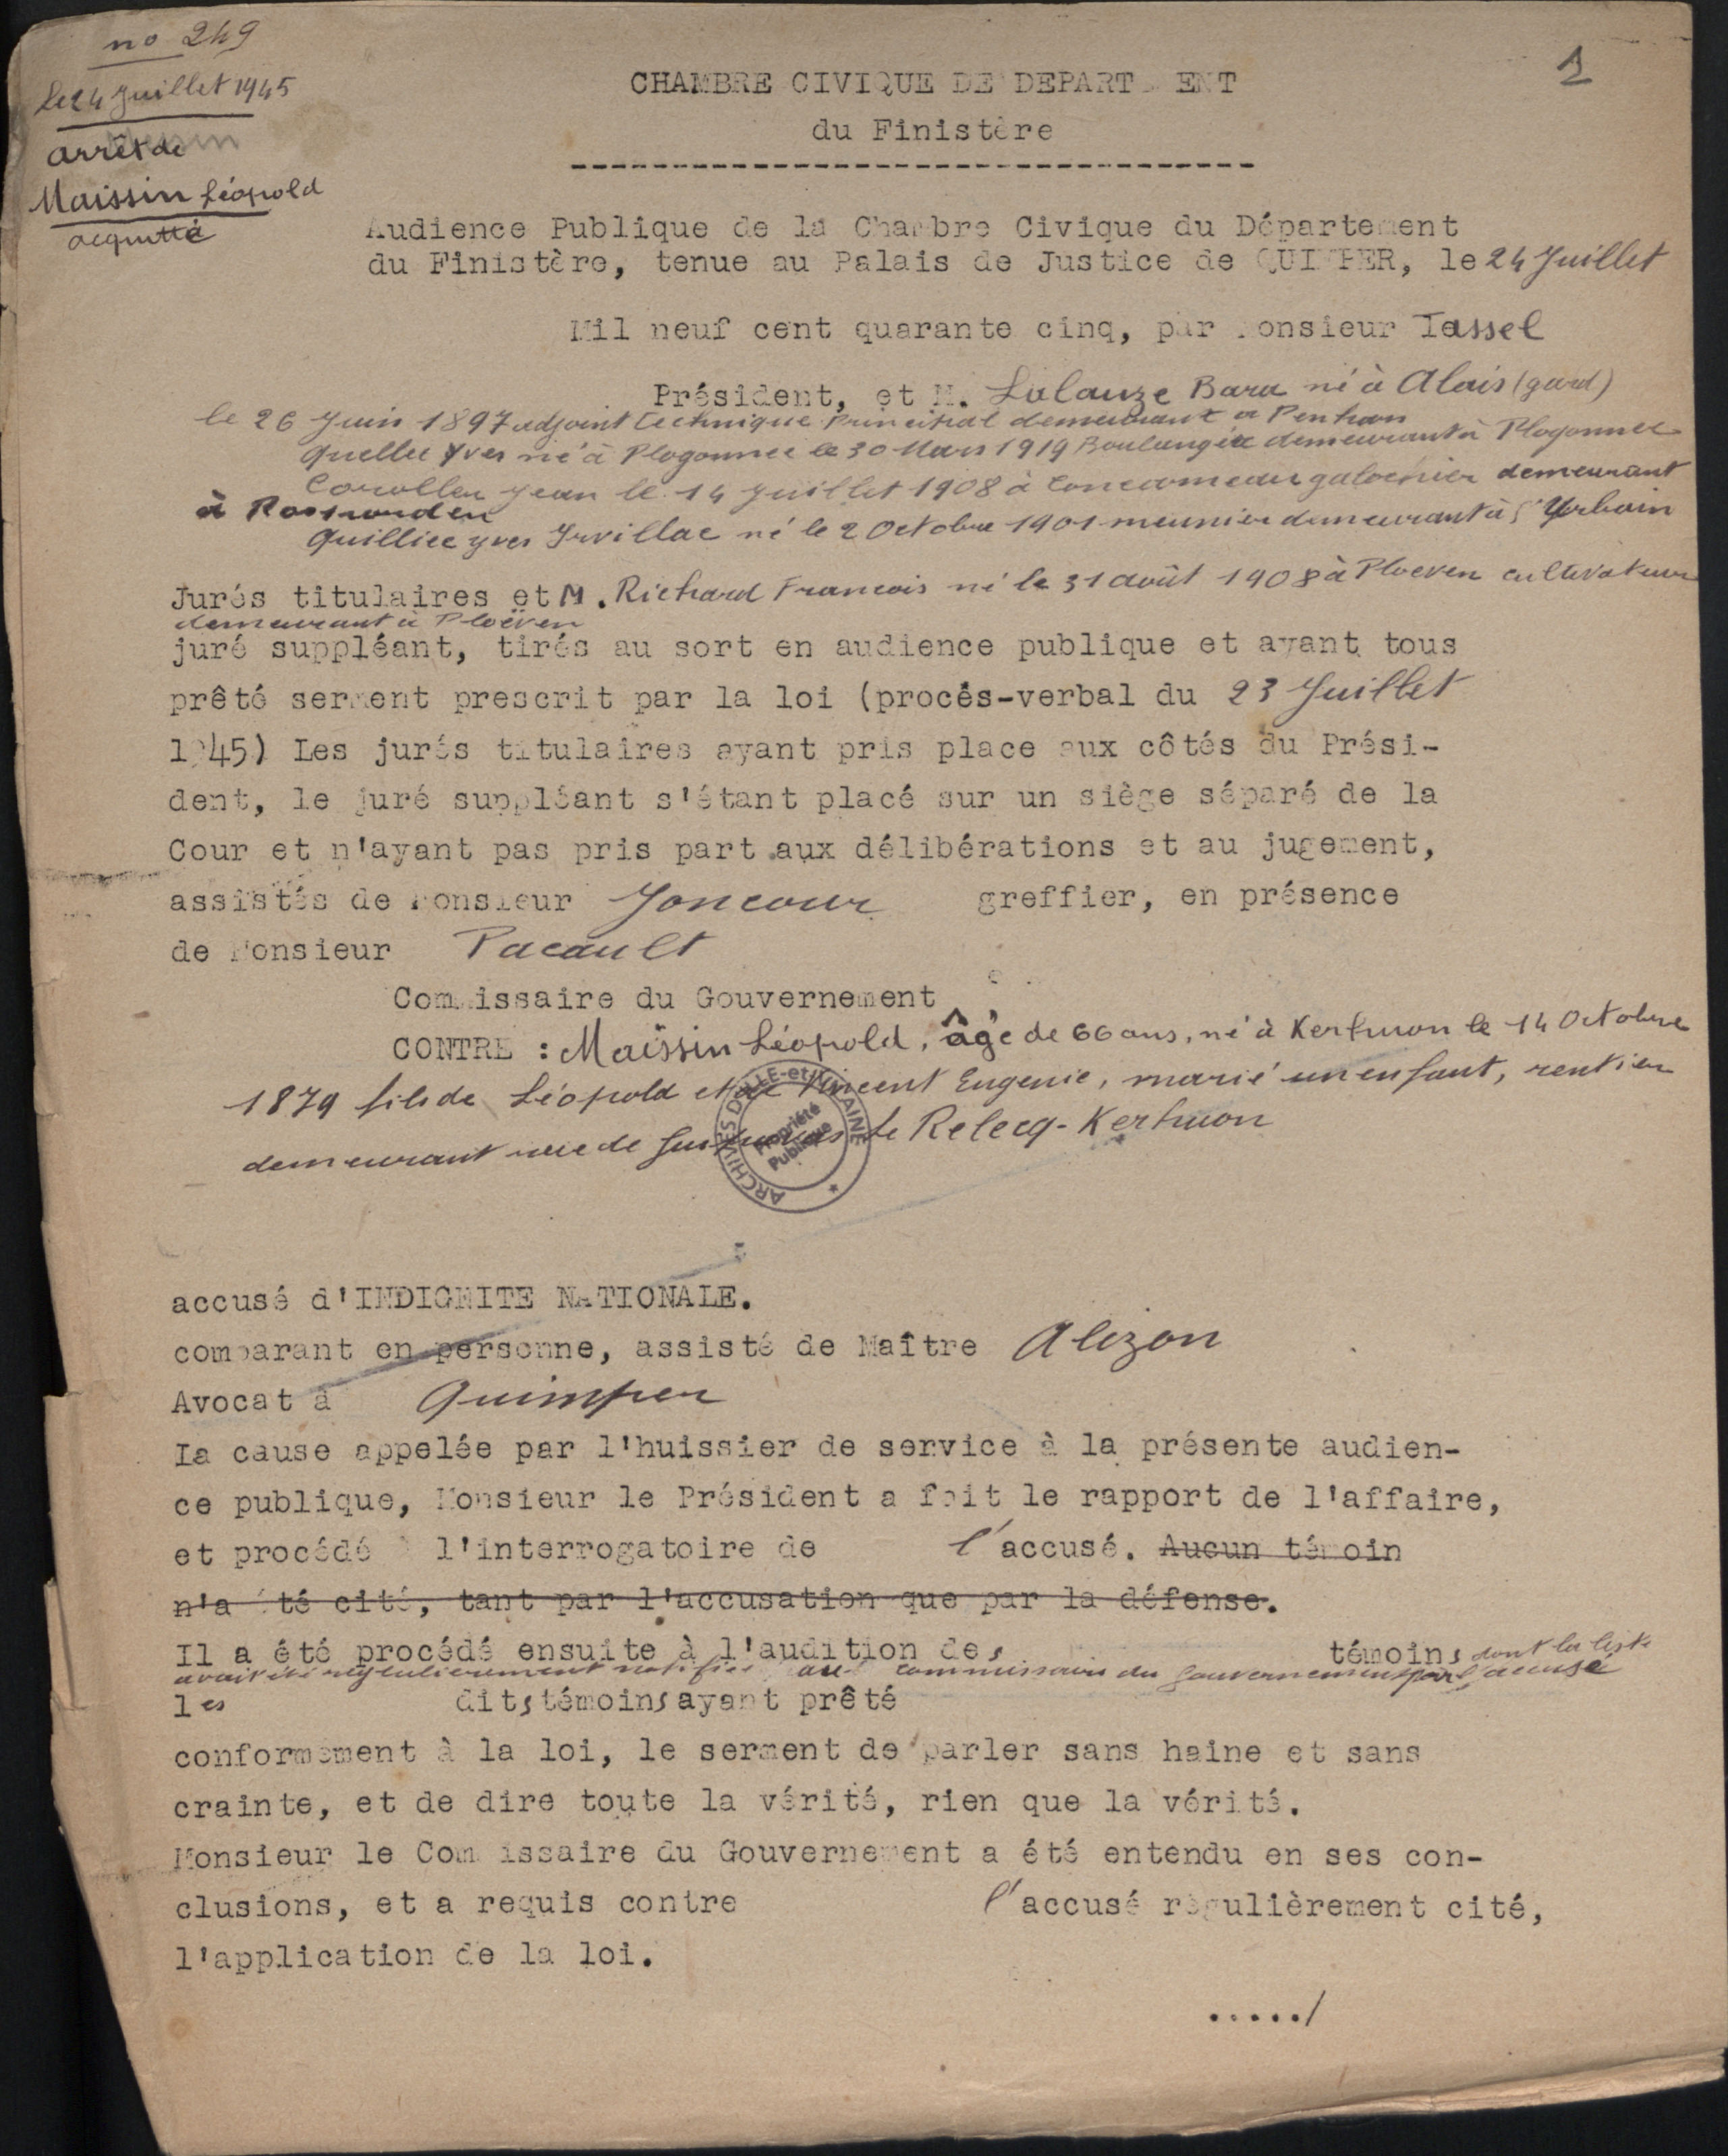 no 249
le 24 Juillet 1945
arrêt de
Maissin Léopold
acquitté
1
CHAMBRE CIVIQUE DE DEPART ENT
du Finistère
Audience Publique de la Chambre Civique du Département
du Finistère, tenue au Palais de Justice de QUIMPER, le 24 Juillet
Mil neuf cent quarante cinq, par Monsieur Tassel
Président, et M. Lalauze Bara né à Alais (gard)
le 26 Juin 1897 adjoint technique principal demeurant à Penhars
Yves né à Plogonnec le 30 Mars 1919 Boulanger demeurant à Plogonnec
Coroller Jean le 14 Juillet 1908 à Concarneau galochier demeurant
à Rosporden
Quilliec yves Irvillac né le 2 Octobre 1901 meunier demeurant à St Urbain
Jurés titulaires et M. Richard Francois né le 31 août 1908 à Ploeven cultivateur
demeurant à Ploëven
juré suppléant, tirés au sort en audience publique et ayant tous
prêté serment prescrit par la loi (procès-verbal du 23 Juillet
1945) Les jurés titulaires ayant pris place aux côtés du Prési-
dent, le juré suppléant s'étant placé sur un siège séparé de la
Cour et n'ayant pas pris part aux délibérations et au jugement,
assistés de Monsieur Joncour greffier, en présence
de Monsieur Pacault
Commissaire du Gouvernement
CONTRE : Maissin Léopold, âgé de 66 ans, né à Kerhuon le 14 Octobre
1879 fils de Léopold et de Vincent Eugenie, marié un enfant, rentier
demeurant rue de le Relecq-Kerhuon
ARCHIVES D'ILLE-et-VILAINE
Propriété
Publique
accusé d'INDIGNITE NATIONALE.
comparant en personne, assisté de Maître Alizon
Avocat à Quimper
La cause appelée par l'huissier de service à la présente audien-
ce publique, Monsieur le Président a fait le rapport de l'affaire,
et procédé à l'interrogatoire de l'accusé. Aucun témoin
n'a été cité, tant par l'accusation que par la défense.
Il a été procédé ensuite à l'audition des témoins dont la liste
avait été régulièrement notifiée au commissaire du gouvernement par l'accusé
les dits témoins ayant prêté
conformément à la loi, le serment de parler sans haine et sans
crainte, et de dire toute la vérité, rien que la vérité.
Monsieur le Commissaire du Gouvernement a été entendu en ses con-
clusions, et a requis contre l'accusé régulièrement cité,
l'application de la loi.
...../